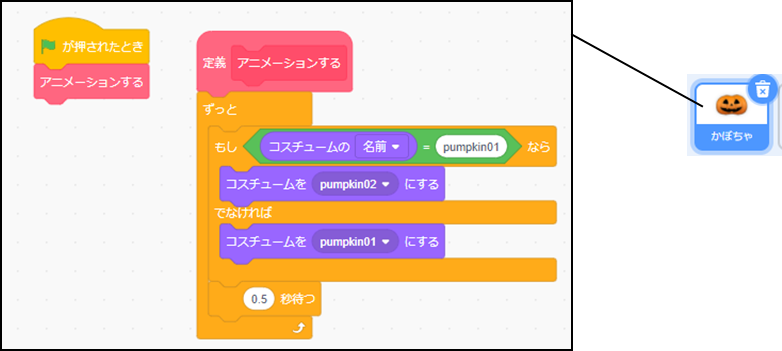 が押されたとき
アニメーションする
定義 アニメーションする
ずっと
もし コスチュームの 名前 = pumpkin01 なら
コスチュームを pumpkin02 にする
でなければ
コスチュームを pumpkin01 にする
0.5 秒待つ
かぼちゃ